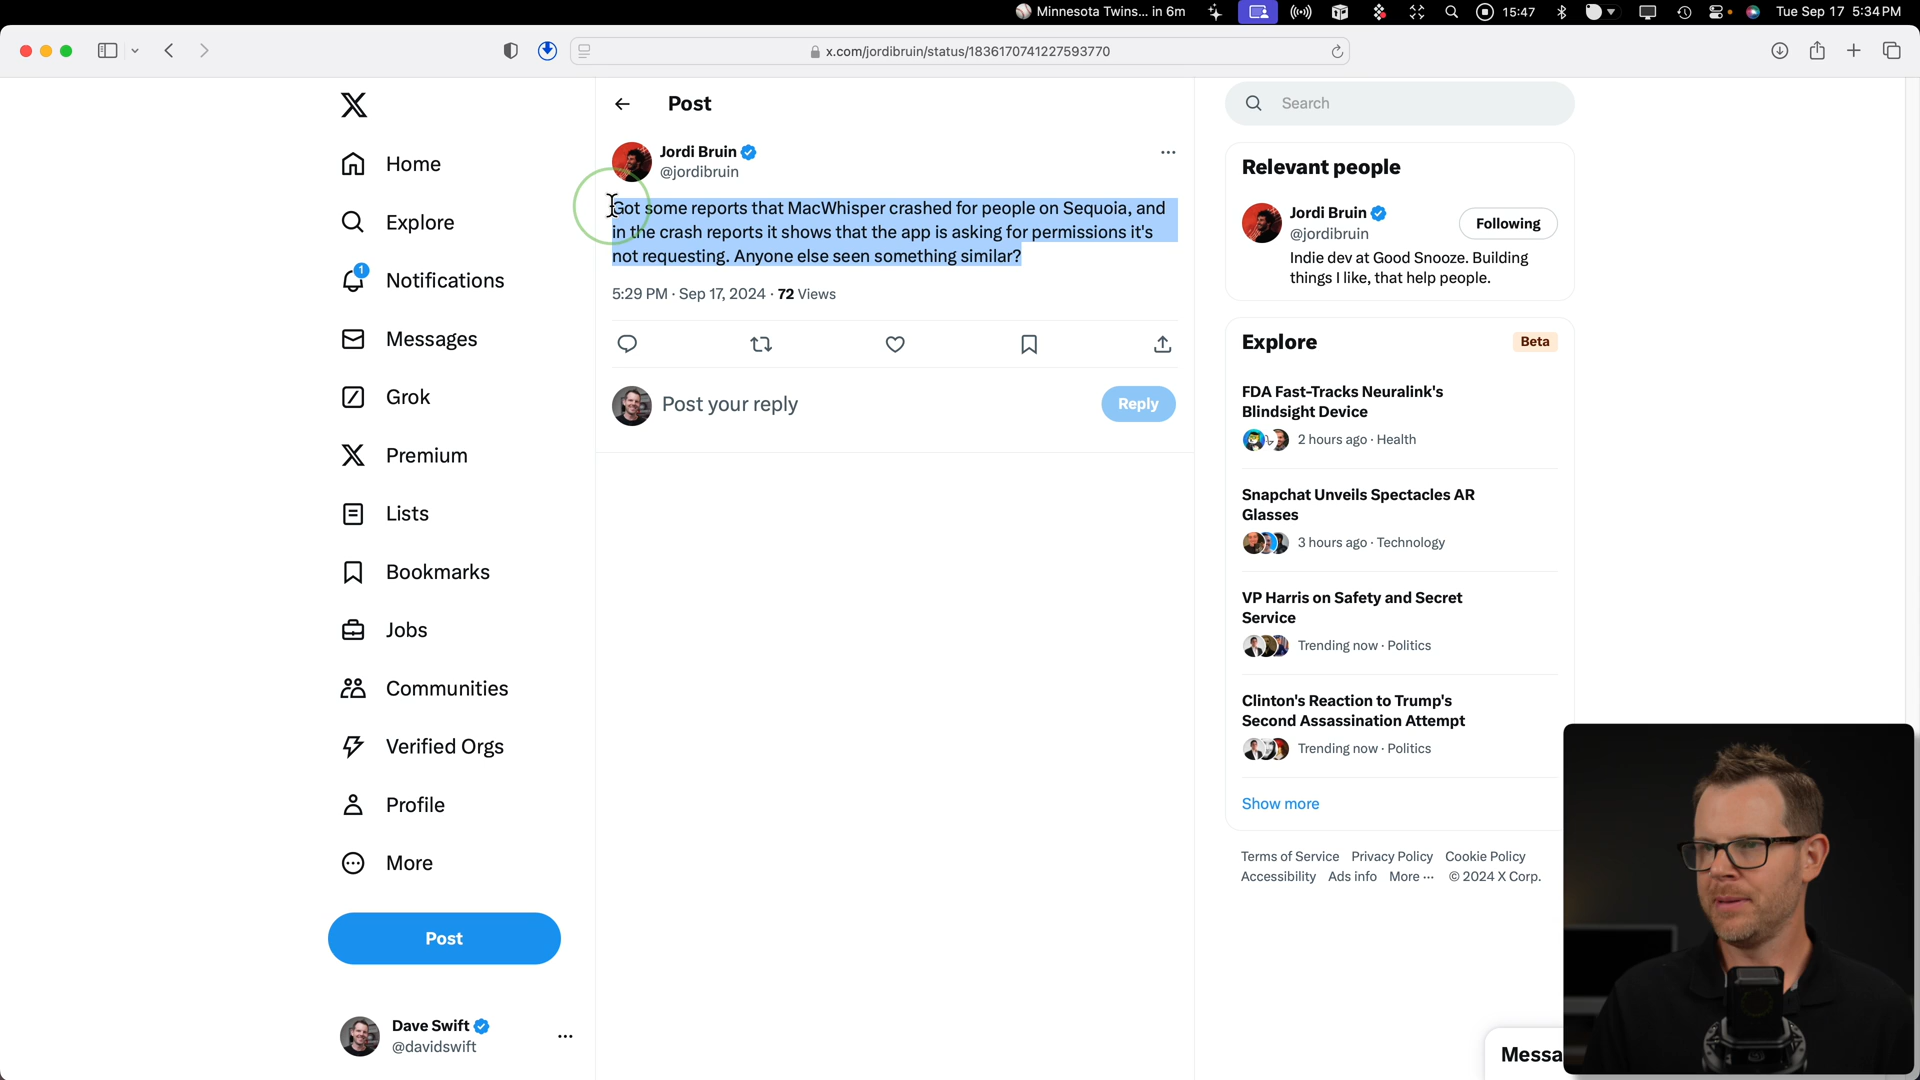 Minnesota Twins... in 6m
15:47
Tue Sep 17 5:34 PM
x.com/jordibruin/status/1836170741227593770
Home
Explore
1
Notifications
Messages
Grok
Premium
Lists
Bookmarks
Jobs
Communities
Verified Orgs
Profile
More
Post
Dave Swift
@davidswift
Post
Jordi Bruin
@jordibruin
Got some reports that MacWhisper crashed for people on Sequoia, and
in the crash reports it shows that the app is asking for permissions it's
not requesting. Anyone else seen something similar?
5:29 PM · Sep 17, 2024 · 72 Views
Post your reply
Reply
Search
Relevant people
Jordi Bruin
@jordibruin
Following
Indie dev at Good Snooze. Building
things I like, that help people.
Explore
Beta
FDA Fast-Tracks Neuralink's
Blindsight Device
2 hours ago · Health
Snapchat Unveils Spectacles AR
Glasses
3 hours ago · Technology
VP Harris on Safety and Secret
Service
Trending now · Politics
Clinton's Reaction to Trump's
Second Assassination Attempt
Trending now · Politics
Show more
Terms of Service Privacy Policy Cookie Policy
Accessibility Ads info More ... © 2024 X Corp.
Messa